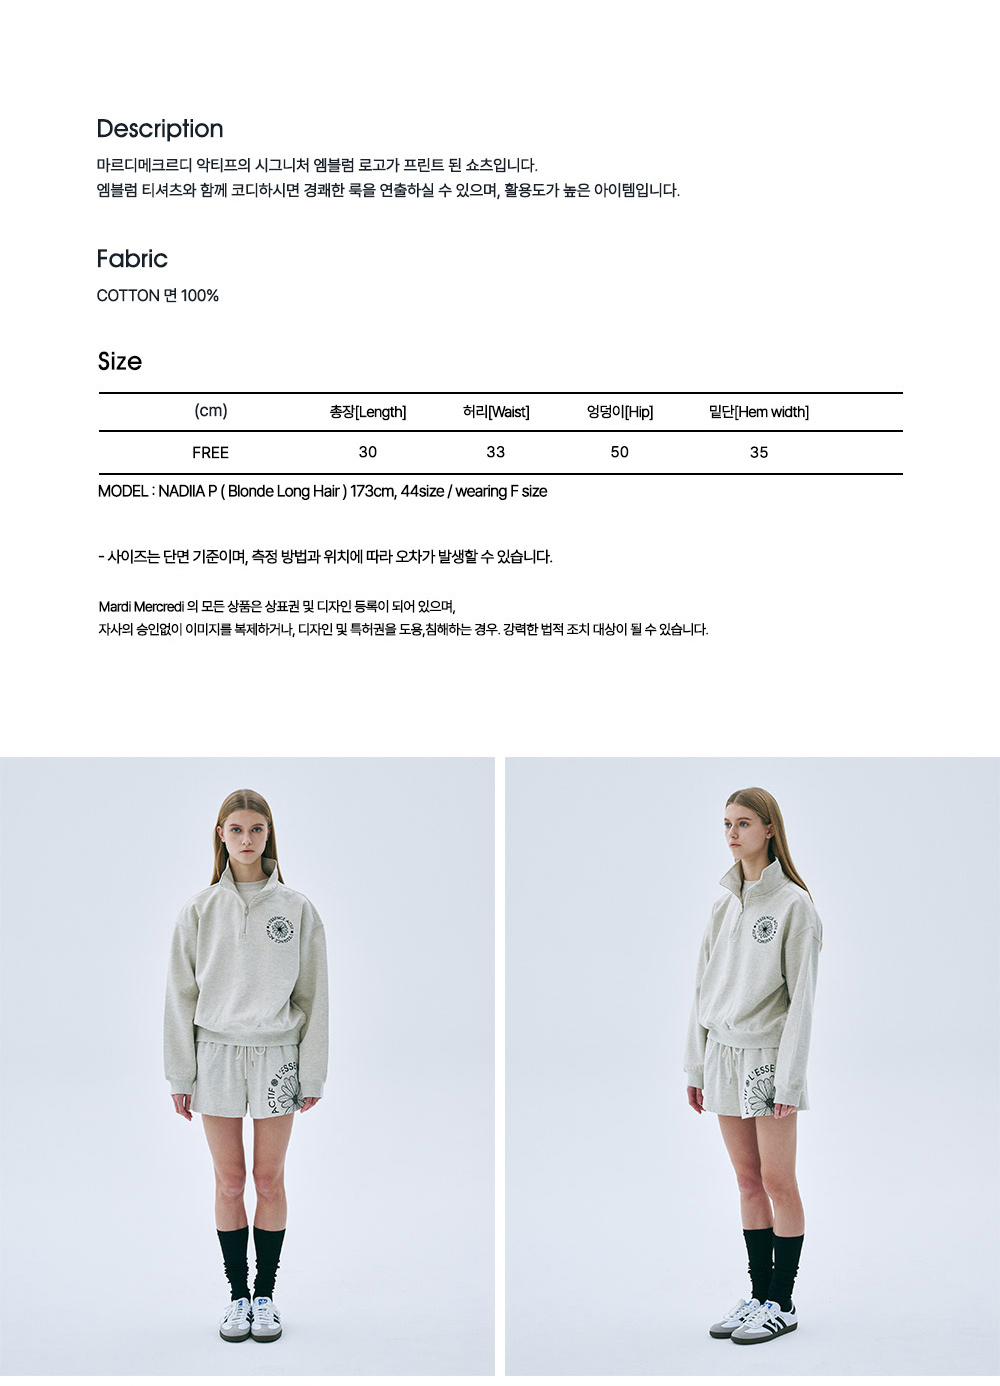 Description
마르디메크르디 악티프의 시그니처 엠블럼 로고가 프린트 된 쇼츠입니다.
엠블럼 티셔츠와 함께 코디하시면 경쾌한 룩을 연출하실 수 있으며, 활용도가 높은 아이템입니다.
Fabric
COTTON 면 100%
Size
(cm) 총장[Length] 허리[Waist] 엉덩이[Hip] 밑단[Hem width]
FREE 30 33 50 35
MODEL : NADIIA P ( Blonde Long Hair ) 173cm, 44size / wearing F size
- 사이즈는 단면 기준이며, 측정 방법과 위치에 따라 오차가 발생할 수 있습니다.
Mardi Mercredi 의 모든 상품은 상표권 및 디자인 등록이 되어 있으며,
자사의 승인없이 이미지를 복제하거나, 디자인 및 특허권을 도용,침해하는 경우. 강력한 법적 조치 대상이 될 수 있습니다.
L'ESSENCE ACTIF L'ESSENCE ACTIF
ACTIF L'ESSE
L'ESSENCE ACTIF L'ESSENCE ACTIF
ACTIF L'ESSE